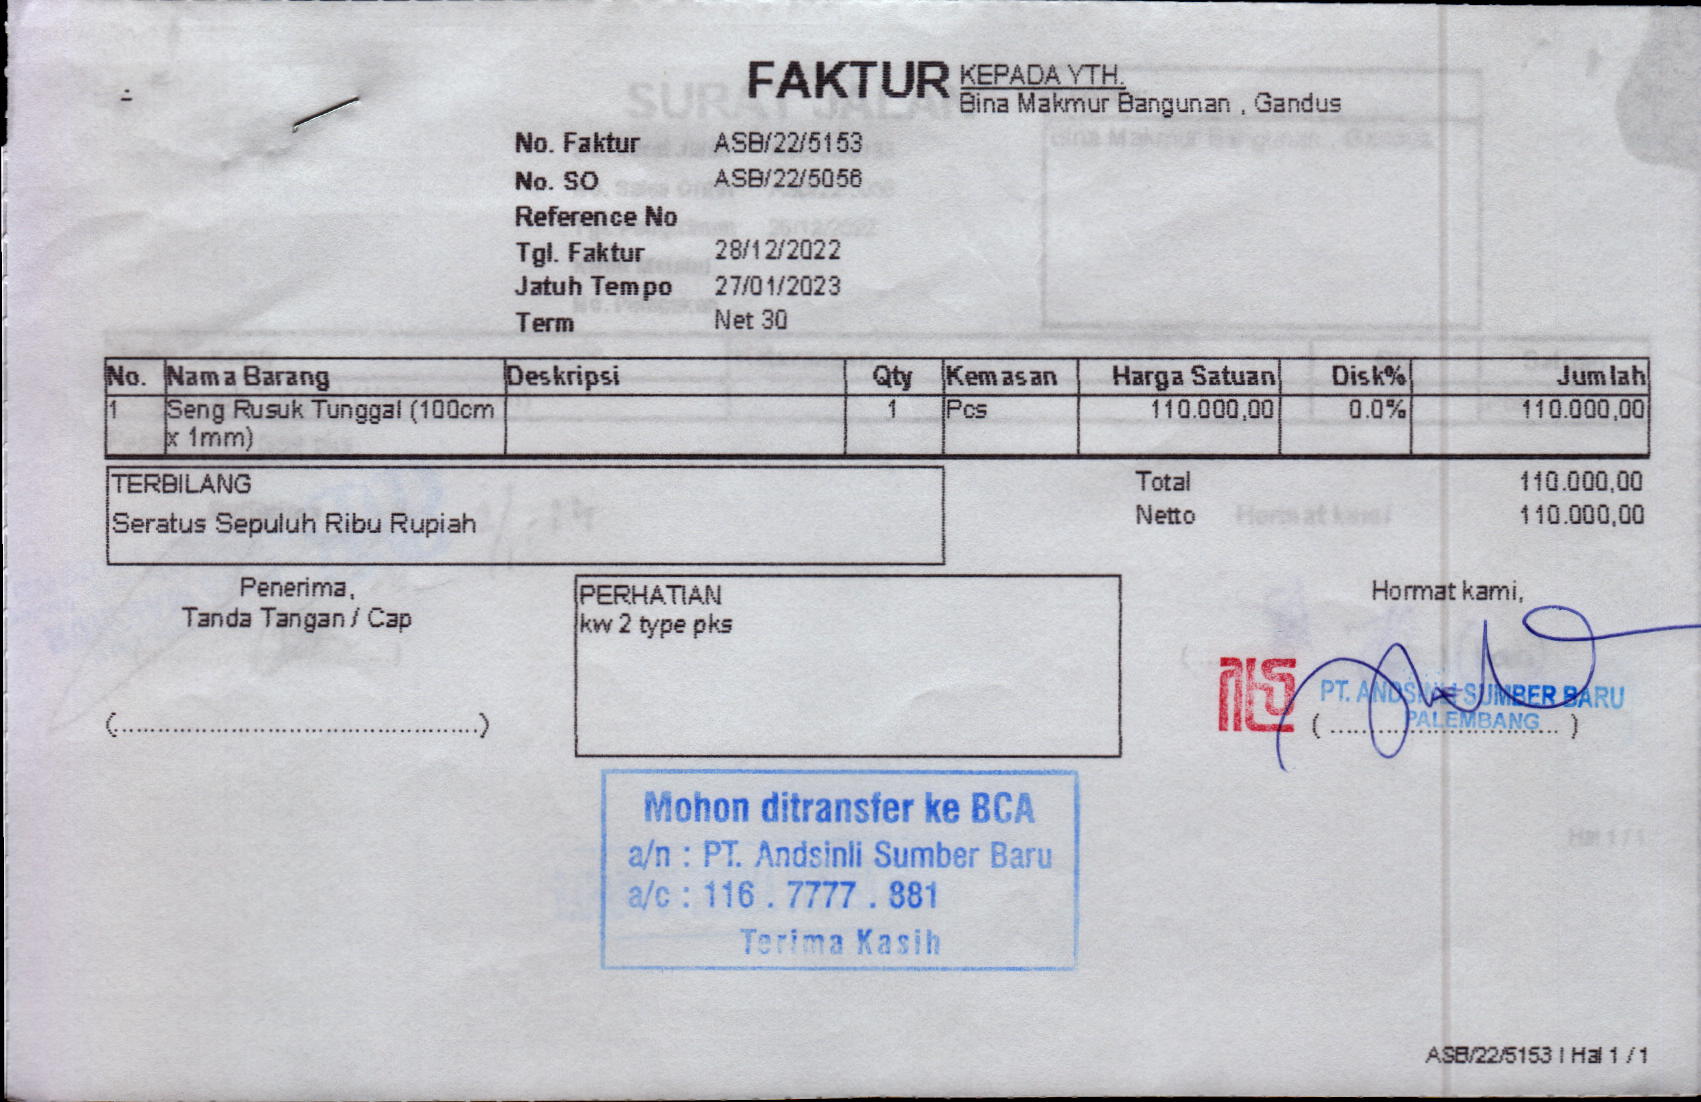 FAKTUR
KEPADA YTH.
Bina Makmur Bangunan , Gandus
No. Faktur ASB/22/5153
No. SO ASB/22/5056
Reference No
Tgl. Faktur 28/12/2022
Jatuh Tempo 27/01/2023
Term Net 30
No. Nama Barang Deskripsi Qty Kemasan Harga Satuan Disk% Jumlah
1 Seng Rusuk Tunggal (100cm 1 Pcs 110.000,00 0.0% 110.000,00
x 1mm)
TERBILANG
Seratus Sepuluh Ribu Rupiah
Total 110.000,00
Netto 110.000,00
Penerima,
Tanda Tangan / Cap
(................................................)
PERHATIAN
kw 2 type pks
Hormat kami,
PT. ANDSINLI SUMBER BARU
PALEMBANG
( .............................. )
Mohon ditransfer ke BCA
a/n : PT. Andsinli Sumber Baru
a/c : 116 . 7777 . 881
Terima Kasih
ASB/22/5153 | Hal 1 / 1